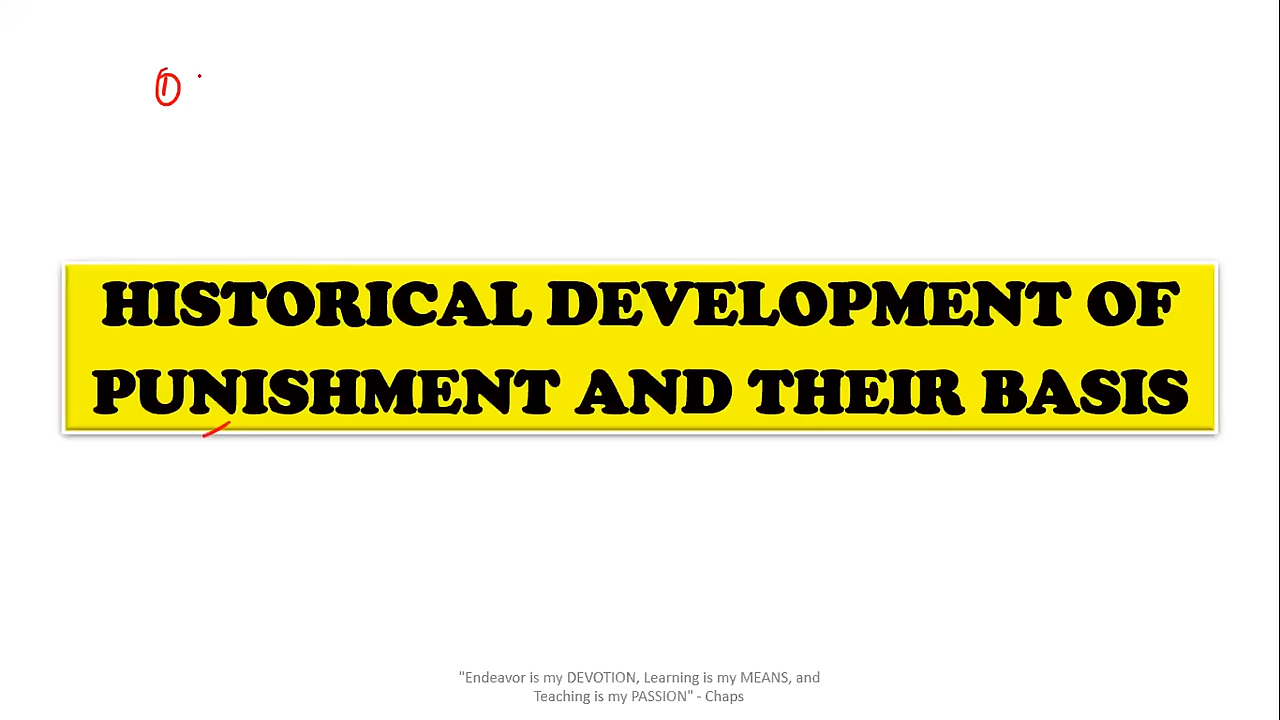 ①
HISTORICAL DEVELOPMENT OF
PUNISHMENT AND THEIR BASIS
"Endeavor is my DEVOTION, Learning is my MEANS, and
Teaching is my PASSION" - Chaps